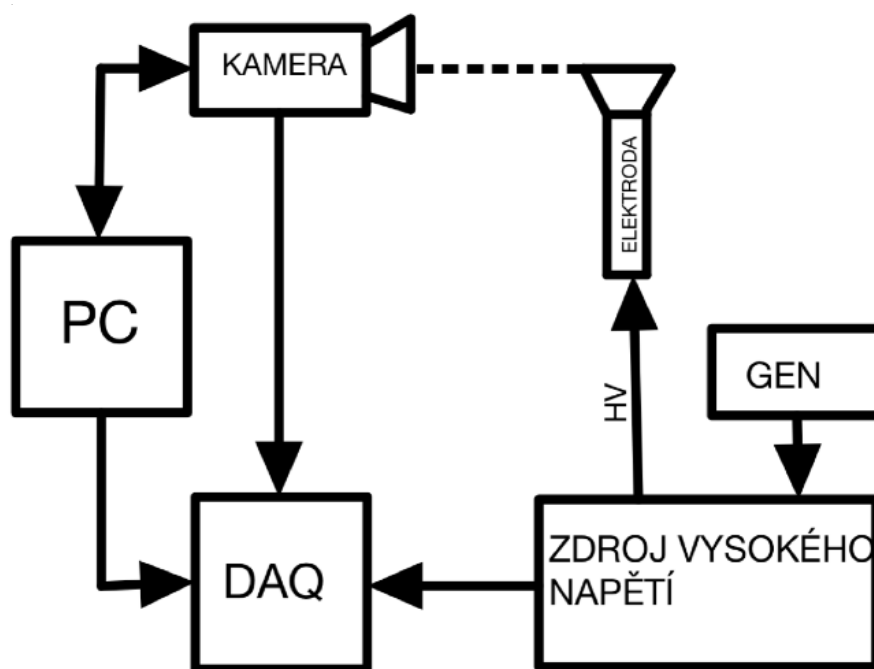 KAMERA
ELEKTRODA
PC
GEN
HV
DAQ
ZDROJ VYSOKÉHO
NAPĚTÍ